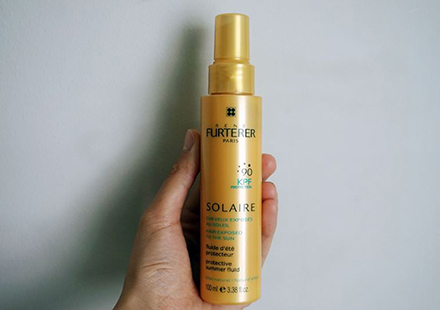 RENE
FURTERER
PARIS
90
KPF
SOLAIRE
CHEVEUX EXPOSÉS
AU SOLEIL
HAIR EXPOSED
TO THE SUN
fluide d'été
protecteur
protective
summer fluid
100 ml e 3.38 fl.oz